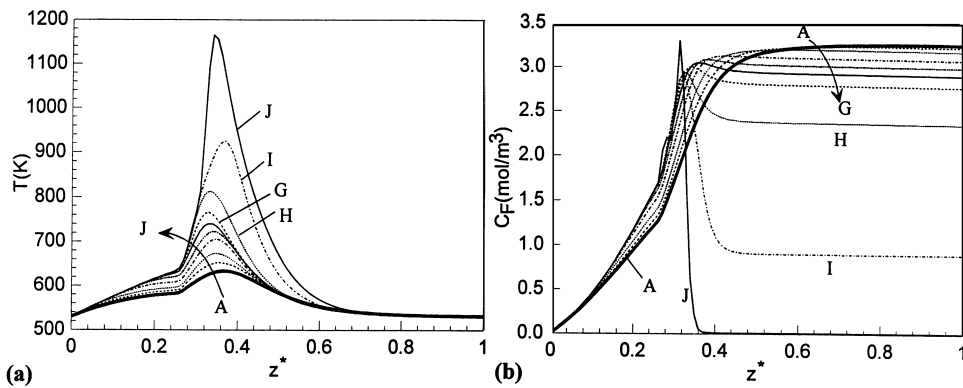 1200
1100
1000
900
800
700
600
500
T(K)
J
I
G
H
J
A
0 0.2 0.4 0.6 0.8 1
z*
(a)
3.5
3.0
2.5
2.0
1.5
1.0
0.5
0.0
C_F(mol/m³)
A
G
H
I
A
J
0 0.2 0.4 0.6 0.8 1
z*
(b)